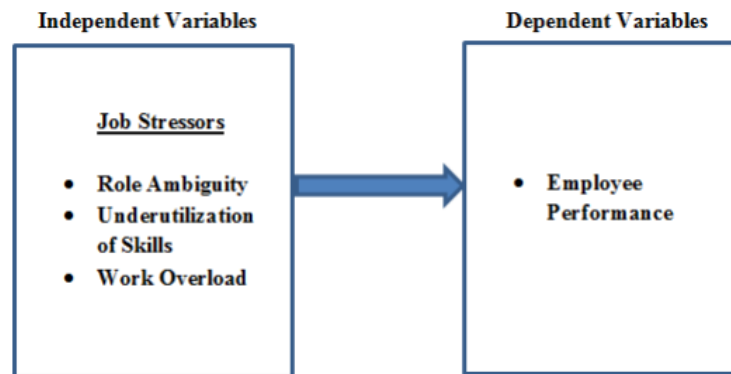 Independent Variables
Dependent Variables
Job Stressors
• Role Ambiguity
• Underutilization
of Skills
• Work Overload
• Employee
Performance